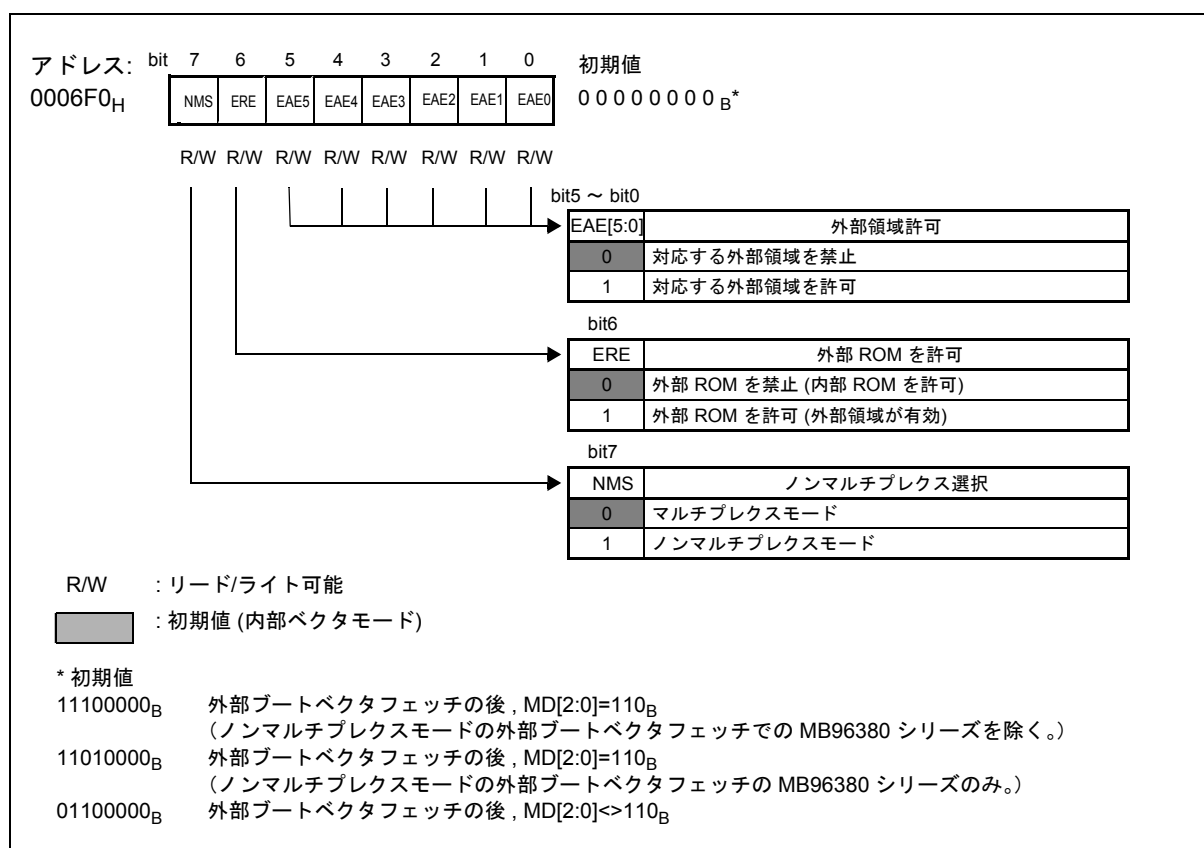 アドレス: bit 7 6 5 4 3 2 1 0 初期値
0006F0H NMS ERE EAE5 EAE4 EAE3 EAE2 EAE1 EAE0 0 0 0 0 0 0 0 0 B*
R/W R/W R/W R/W R/W R/W R/W R/W
bit5 ~ bit0
EAE[5:0] 外部領域許可
0 対応する外部領域を禁止
1 対応する外部領域を許可
bit6
ERE 外部 ROM を許可
0 外部 ROM を禁止 (内部 ROM を許可)
1 外部 ROM を許可 (外部領域が有効)
bit7
NMS ノンマルチプレクス選択
0 マルチプレクスモード
1 ノンマルチプレクスモード
R/W : リード/ライト可能
: 初期値 (内部ベクタモード)
* 初期値
11100000B 外部ブートベクタフェッチの後 , MD[2:0]=110B
(ノンマルチプレクスモードの外部ブートベクタフェッチでの MB96380 シリーズを除く。)
11010000B 外部ブートベクタフェッチの後 , MD[2:0]=110B
(ノンマルチプレクスモードの外部ブートベクタフェッチの MB96380 シリーズのみ。)
01100000B 外部ブートベクタフェッチの後 , MD[2:0]<>110B